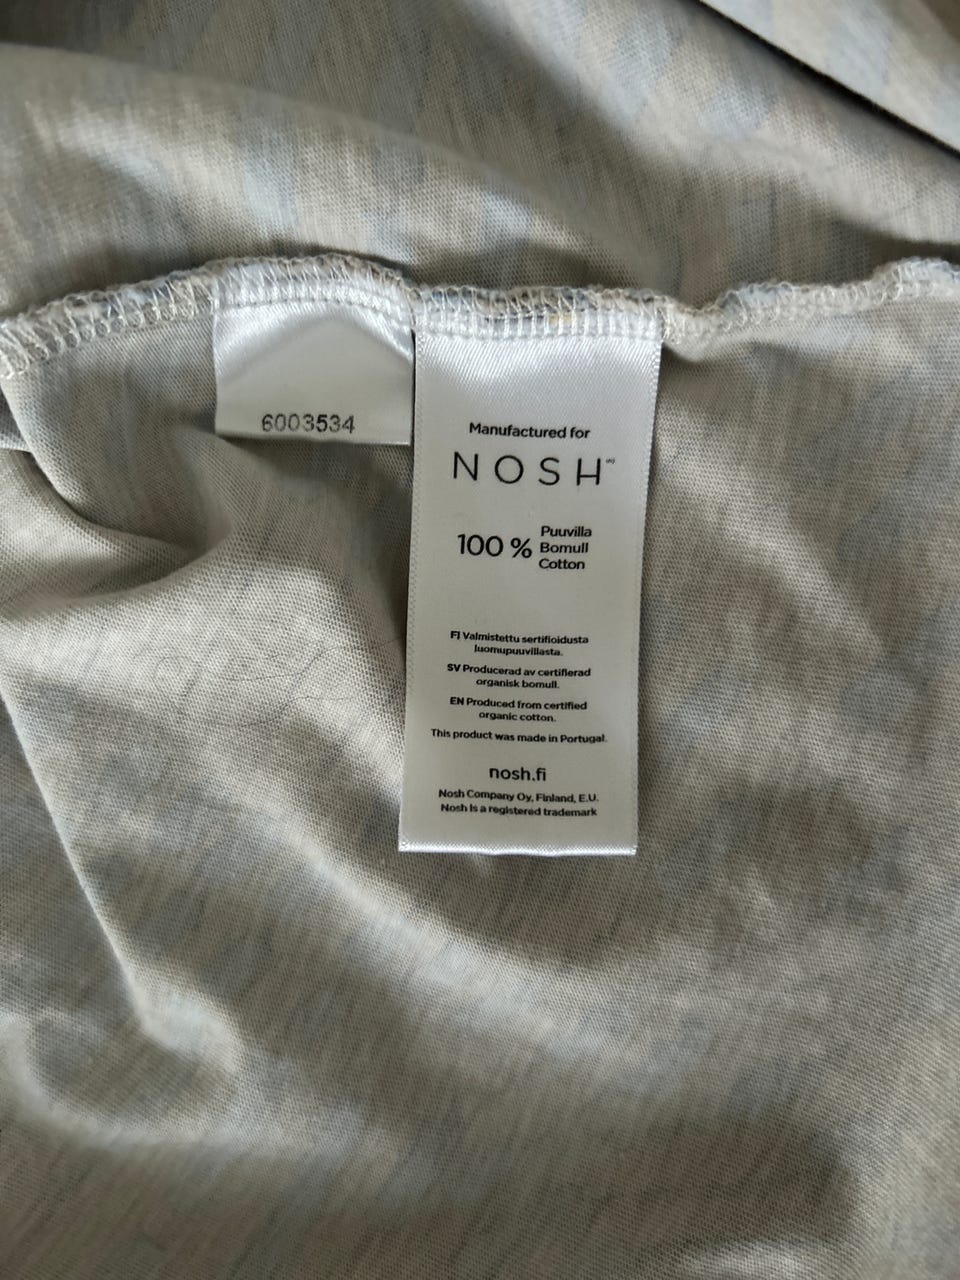 6003534
Manufactured for
NOSH
100 % Puuvilla
Bomull
Cotton
FI Valmistettu sertifioidusta
luomupuuvillasta.
SV Producerad av certifierad
organisk bomull.
EN Produced from certified
organic cotton.
This product was made in Portugal.
nosh.fi
Nosh Company Oy, Finland, E.U.
Nosh is a registered trademark